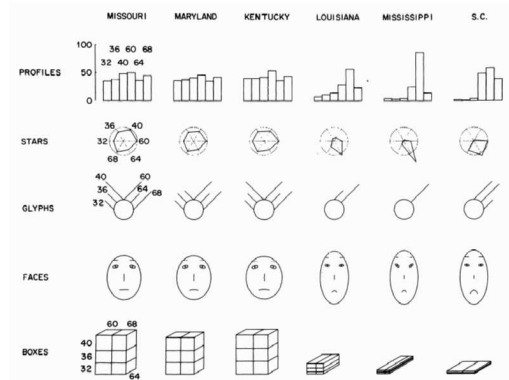 MISSOURI MARYLAND KENTUCKY LOUISIANA MISSISSIPPI S.C.
100
36 60 68
32 40 64
PROFILES 50
0
36 40
STARS 32 60
68 64
40 60
36 64 68
GLYPHS 32
FACES
60 68
40
BOXES 36
32
64